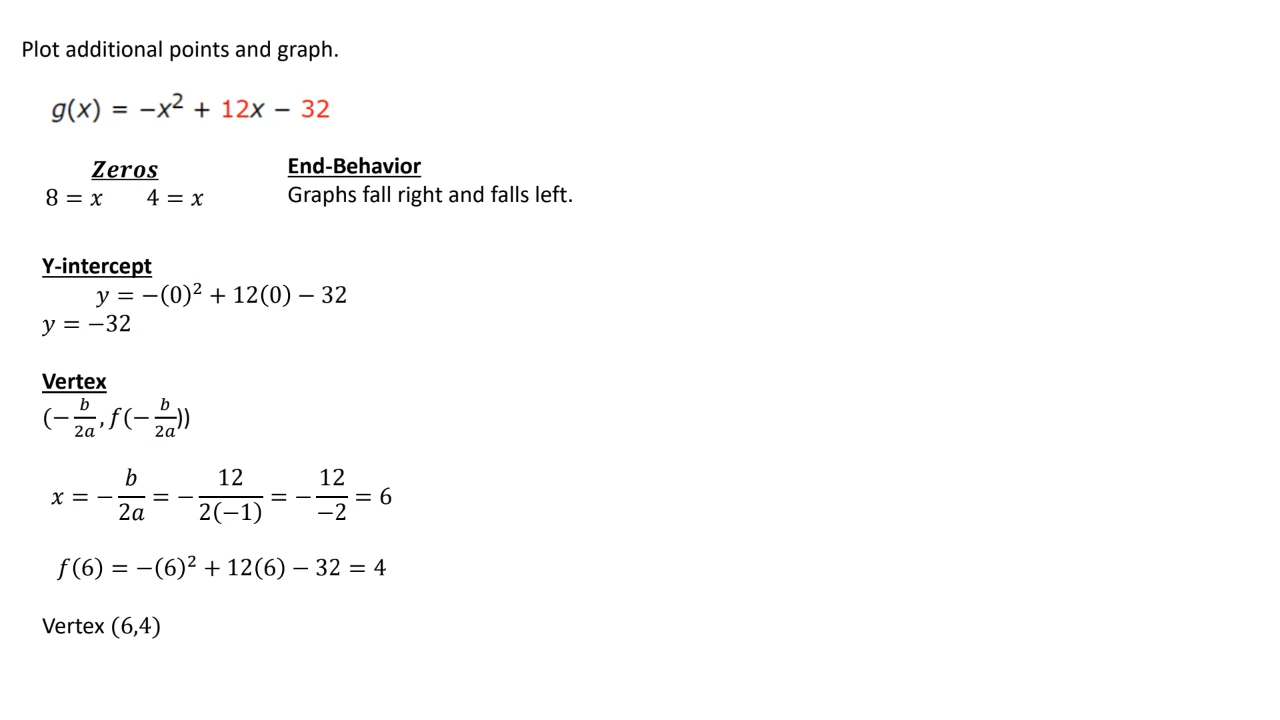 Plot additional points and graph.
g(x) = −x² + 12x − 32
Zeros
8 = x 4 = x
End-Behavior
Graphs fall right and falls left.
Y-intercept
y = −(0)² + 12(0) − 32
y = −32
Vertex
(−b/2a, f(−b/2a))
x = −b/2a = −12/2(−1) = −12/−2 = 6
f(6) = −(6)² + 12(6) − 32 = 4
Vertex (6,4)